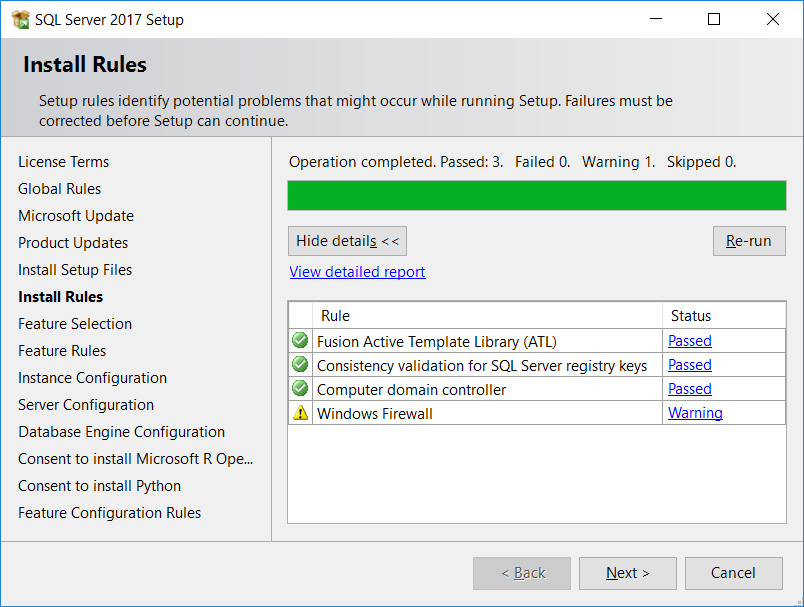 SQL Server 2017 Setup
Install Rules
Setup rules identify potential problems that might occur while running Setup. Failures must be
corrected before Setup can continue.
License Terms
Global Rules
Microsoft Update
Product Updates
Install Setup Files
Install Rules
Feature Selection
Feature Rules
Instance Configuration
Server Configuration
Database Engine Configuration
Consent to install Microsoft R Ope...
Consent to install Python
Feature Configuration Rules
Operation completed. Passed: 3.   Failed 0.   Warning 1.   Skipped 0.
Hide details <<
Re-run
View detailed report
Rule Status
Fusion Active Template Library (ATL) Passed
Consistency validation for SQL Server registry keys Passed
Computer domain controller Passed
Windows Firewall Warning
< Back Next > Cancel